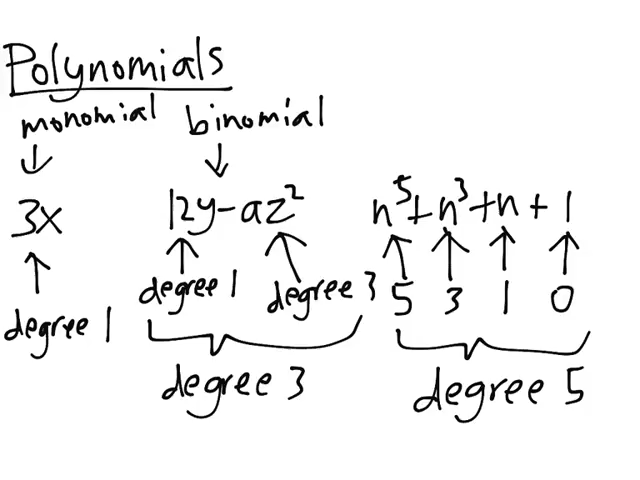 Polynomials
monomial binomial
3x 12y-az² n⁵+n³+n+1
degree 1 degree 3 5 3 1 0
degree 1
degree 3 degree 5